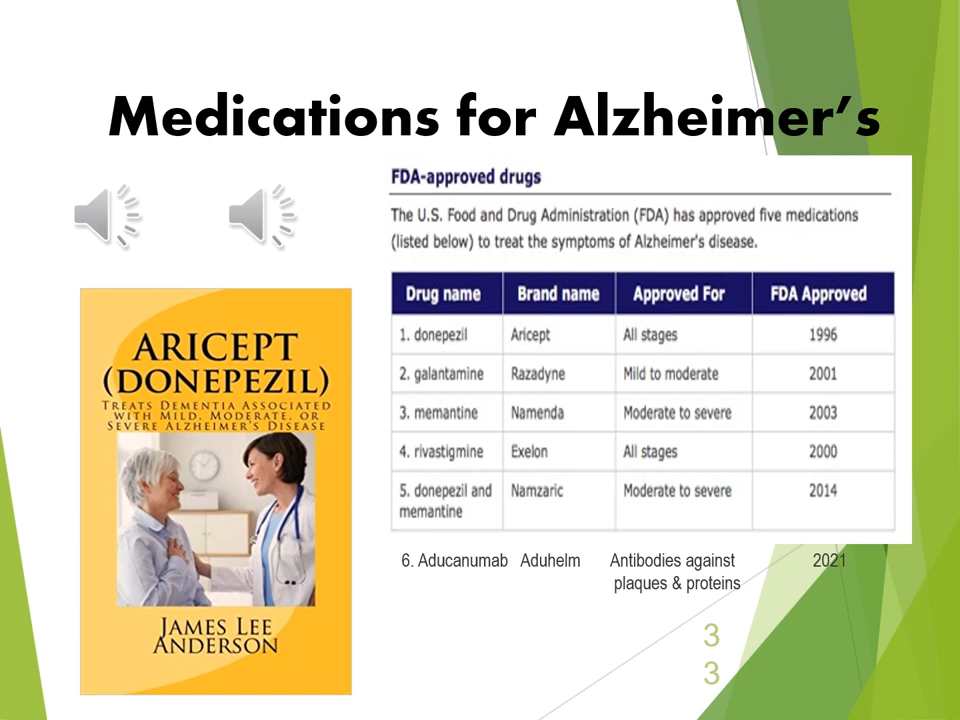 Medications for Alzheimer’s
FDA-approved drugs
The U.S. Food and Drug Administration (FDA) has approved five medications
(listed below) to treat the symptoms of Alzheimer's disease.
Drug name Brand name Approved For FDA Approved
1. donepezil Aricept All stages 1996
2. galantamine Razadyne Mild to moderate 2001
3. memantine Namenda Moderate to severe 2003
4. rivastigmine Exelon All stages 2000
5. donepezil and Namzaric Moderate to severe 2014
memantine
6. Aducanumab Aduhelm Antibodies against 2021
plaques & proteins
ARICEPT
(DONEPEZIL)
TREATS DEMENTIA ASSOCIATED
WITH MILD, MODERATE, OR
SEVERE ALZHEIMER'S DISEASE
JAMES LEE
ANDERSON
3
3